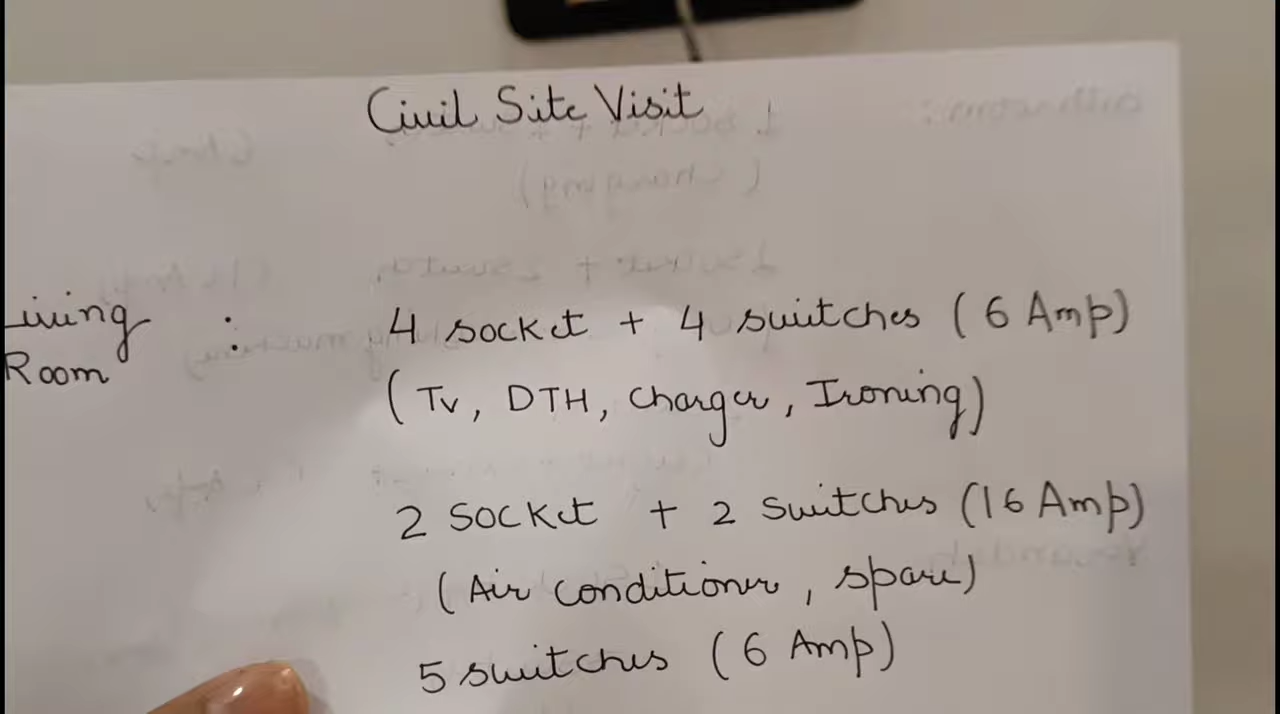 Civil Site Visit
Living Room : 4 socket + 4 switches (6 Amp)
(Tv, DTH, Charger, Ironing)
2 Socket + 2 Switches (16 Amp)
(Air conditioner, spare)
5 switches (6 Amp)